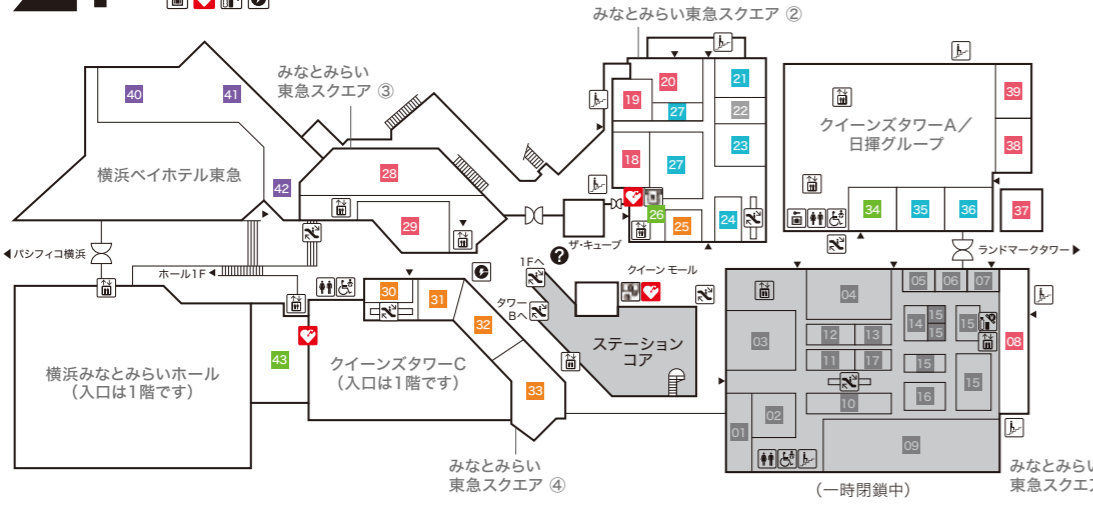 みなとみらい東急スクエア ②
みなとみらい
東急スクエア ③
40
41
42
横浜ベイホテル東急
28
29
19
20
27
21
22
23
18
27
26
25
24
ザ・キューブ
クイーンズタワーA／
日揮グループ
39
38
37
34
35
36
◀パシフィコ横浜
ランドマークタワー▶
ホール1F◀
1Fへ
?
クイーン モール
タワー
Bへ
ステーション
コア
30
31
32
33
43
クイーンズタワーC
（入口は1階です）
横浜みなとみらいホール
（入口は1階です）
みなとみらい
東急スクエア ④
04
05
06
07
03
12
13
14
15
15
15
08
11
17
15
15
10
16
02
01
09
（一時閉鎖中）
みなとみらい
東急スクエア